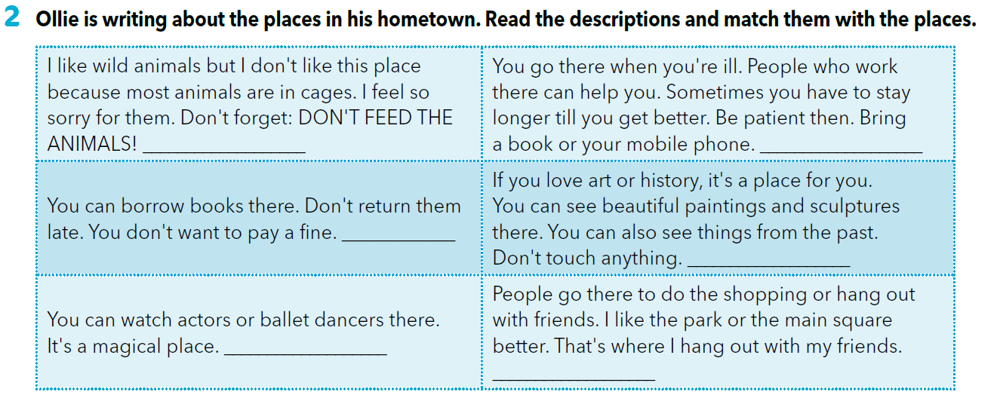 2 Ollie is writing about the places in his hometown. Read the descriptions and match them with the places.
I like wild animals but I don't like this place
because most animals are in cages. I feel so
sorry for them. Don't forget: DON'T FEED THE
ANIMALS! ___________________
You go there when you're ill. People who work
there can help you. Sometimes you have to stay
longer till you get better. Be patient then. Bring
a book or your mobile phone. ___________________
You can borrow books there. Don't return them
late. You don't want to pay a fine. _____________
If you love art or history, it's a place for you.
You can see beautiful paintings and sculptures
there. You can also see things from the past.
Don't touch anything. ___________________
You can watch actors or ballet dancers there.
It's a magical place. ___________________
People go there to do the shopping or hang out
with friends. I like the park or the main square
better. That's where I hang out with my friends.
___________________